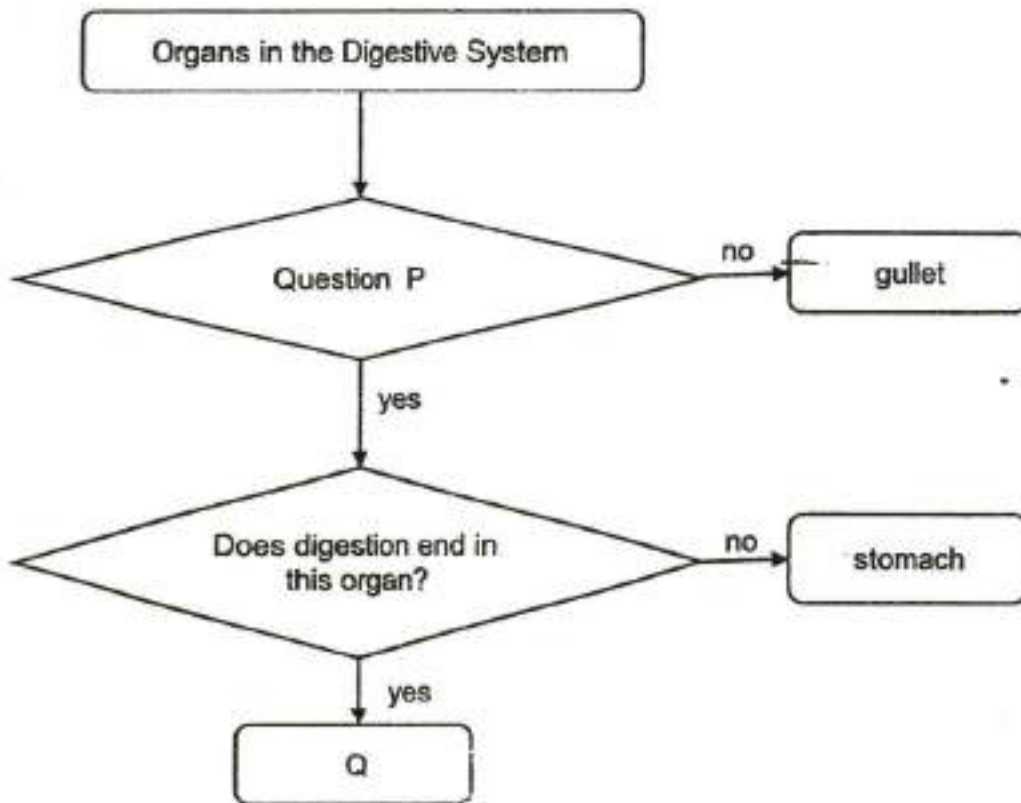 Organs in the Digestive System
Question P
no
gullet
yes
Does digestion end in
this organ?
no
stomach
yes
Q